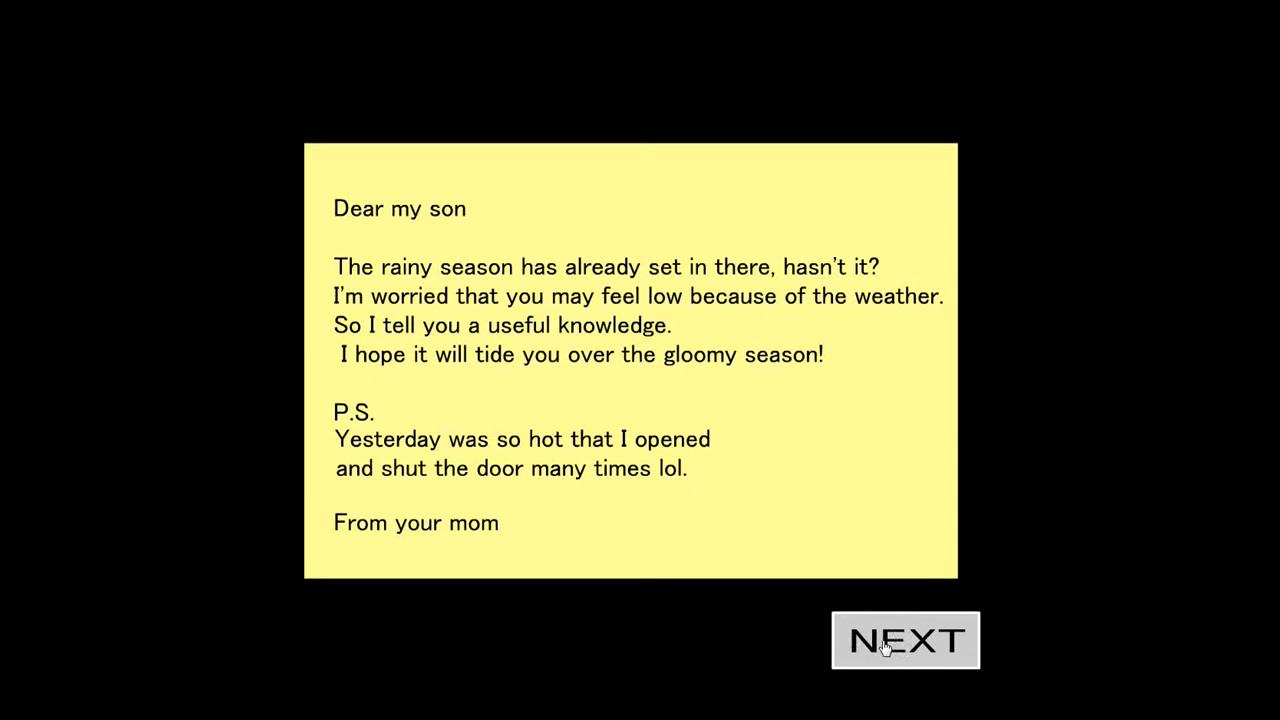 Dear my son
The rainy season has already set in there, hasn't it?
I'm worried that you may feel low because of the weather.
So I tell you a useful knowledge.
I hope it will tide you over the gloomy season!
P.S.
Yesterday was so hot that I opened
and shut the door many times lol.
From your mom
NEXT